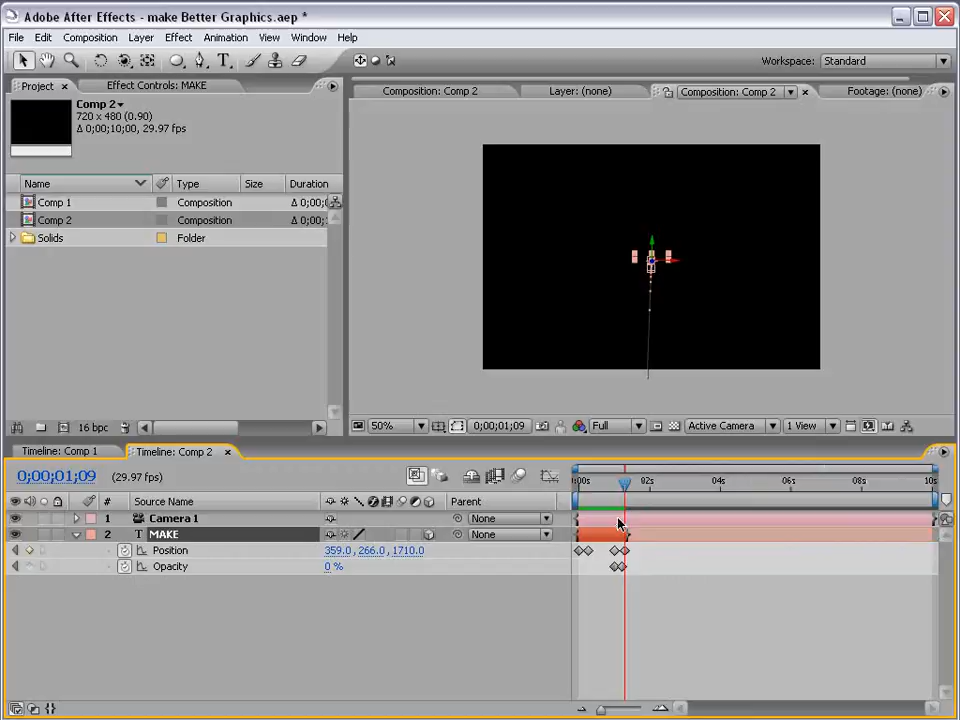 Adobe After Effects - make Better Graphics.aep *
File Edit Composition Layer Effect Animation View Window Help
Workspace: Standard
Project × Effect Controls: MAKE
Composition: Comp 2 Layer: (none) Composition: Comp 2 × Footage: (none)
Comp 2
720 x 480 (0.90)
Δ 0;00;10;00, 29.97 fps
Name Type Size Duration
Comp 1 Composition Δ 0;00;
Comp 2 Composition Δ 0;00;
Solids Folder
16 bpc
50% 0;00;01;09 Full Active Camera 1 View
Timeline: Comp 1 Timeline: Comp 2 ×
0;00;01;09 (29.97 fps)
:00s 02s 04s 06s 08s 10s
# Source Name Parent
1 Camera 1 None
2 T MAKE None
Position 359.0, 266.0, 1710.0
Opacity 0 %